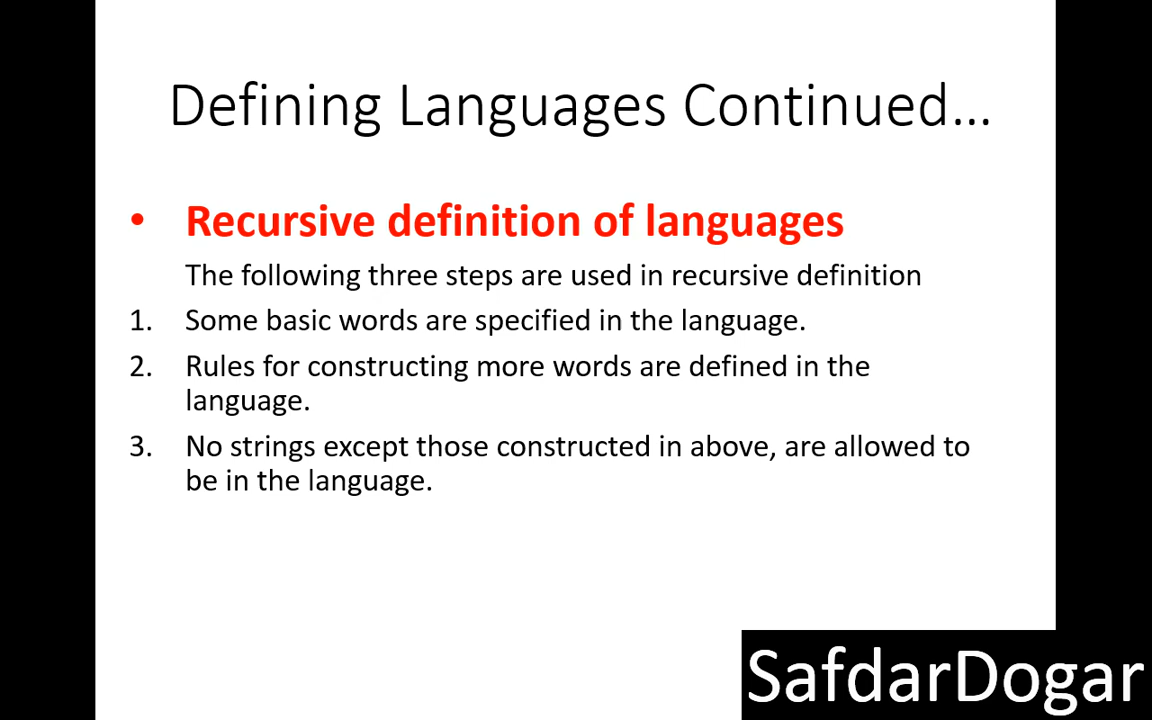 Defining Languages Continued…
• Recursive definition of languages
The following three steps are used in recursive definition
1. Some basic words are specified in the language.
2. Rules for constructing more words are defined in the
language.
3. No strings except those constructed in above, are allowed to
be in the language.
SafdarDogar